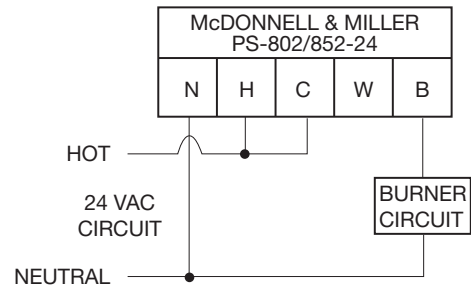 McDONNELL & MILLER
PS-802/852-24
N H C W B
HOT
24 VAC
CIRCUIT
BURNER
CIRCUIT
NEUTRAL